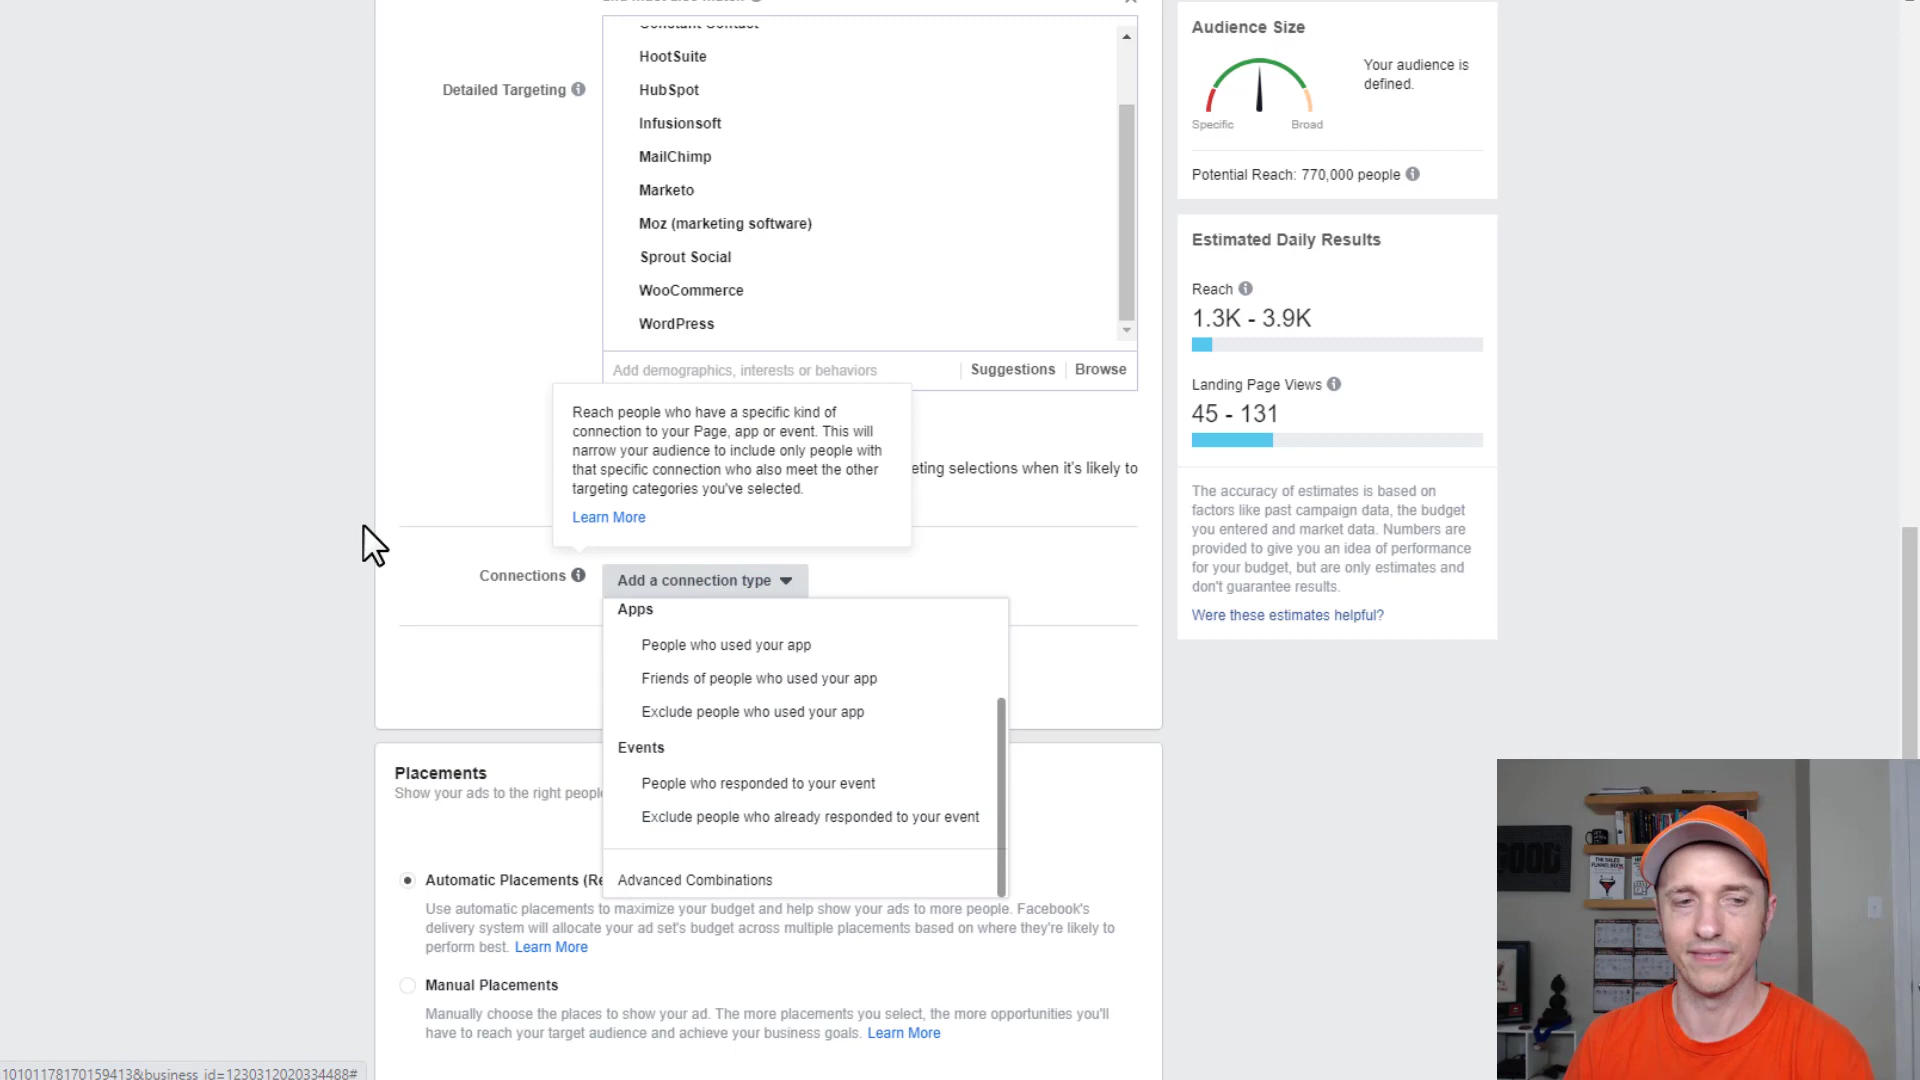 Constant Contact
HootSuite
Detailed Targeting
HubSpot
Infusionsoft
MailChimp
Marketo
Moz (marketing software)
Sprout Social
WooCommerce
WordPress
Add demographics, interests or behaviors
Suggestions
Browse
Reach people who have a specific kind of
connection to your Page, app or event. This will
narrow your audience to include only people with
that specific connection who also meet the other
targeting categories you've selected.
Learn More
eting selections when it's likely to
Connections
Add a connection type
Apps
People who used your app
Friends of people who used your app
Exclude people who used your app
Events
People who responded to your event
Exclude people who already responded to your event
Advanced Combinations
Placements
Show your ads to the right people
Automatic Placements (Re
Use automatic placements to maximize your budget and help show your ads to more people. Facebook's
delivery system will allocate your ad set's budget across multiple placements based on where they're likely to
perform best. Learn More
Manual Placements
Manually choose the places to show your ad. The more placements you select, the more opportunities you'll
have to reach your target audience and achieve your business goals. Learn More
10101178170159413&business_id=1230312020334488#
Audience Size
Your audience is
defined.
Specific
Broad
Potential Reach: 770,000 people
Estimated Daily Results
Reach
1.3K - 3.9K
Landing Page Views
45 - 131
The accuracy of estimates is based on
factors like past campaign data, the budget
you entered and market data. Numbers are
provided to give you an idea of performance
for your budget, but are only estimates and
don't guarantee results.
Were these estimates helpful?
GOOD